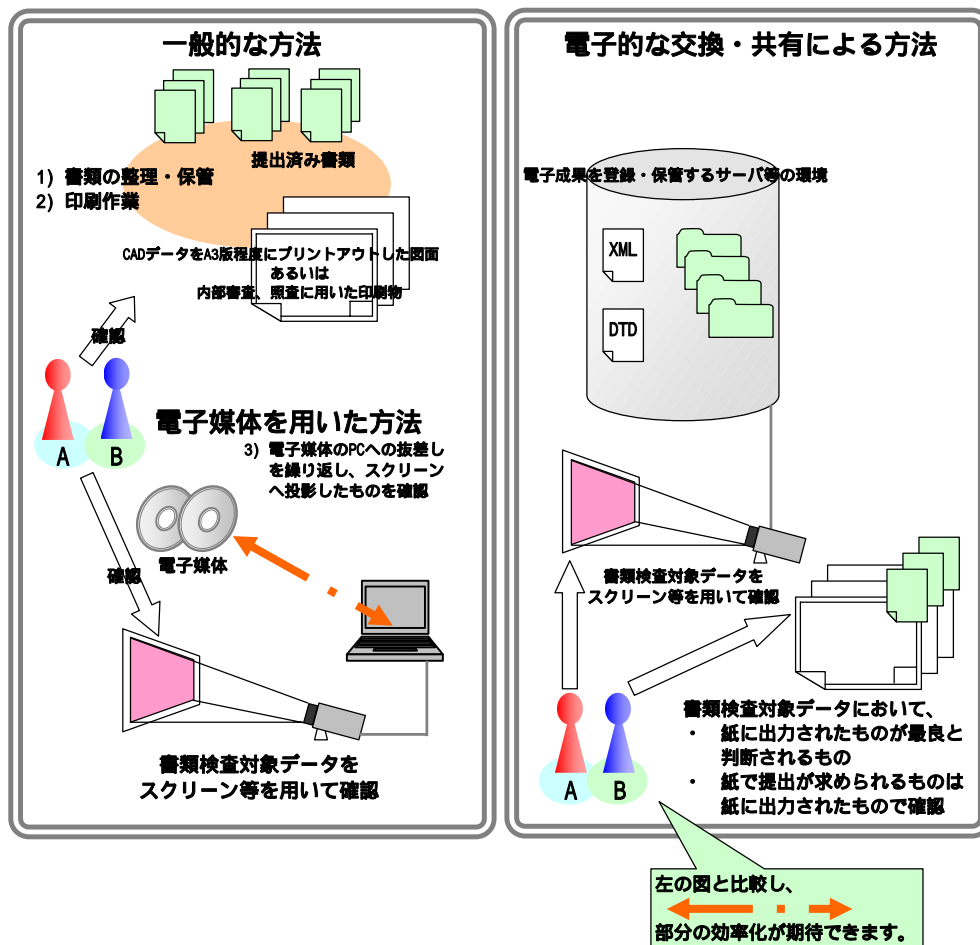 一般的な方法
提出済み書類
1) 書類の整理・保管
2) 印刷作業
CADデータをA3版程度にプリントアウトした図面
あるいは
内部審査、照査に用いた印刷物
確認
A
B
電子媒体を用いた方法
3) 電子媒体のPCへの抜差し
を繰り返し、スクリーン
へ投影したものを確認
電子媒体
確認
書類検査対象データを
スクリーン等を用いて確認
電子的な交換・共有による方法
電子成果を登録・保管するサーバ等の環境
XML
DTD
書類検査対象データを
スクリーン等を用いて確認
A
B
書類検査対象データにおいて、
・ 紙に出力されたものが最良と
判断されるもの
・ 紙で提出が求められるものは
紙に出力されたもので確認
左の図と比較し、
部分の効率化が期待できます。